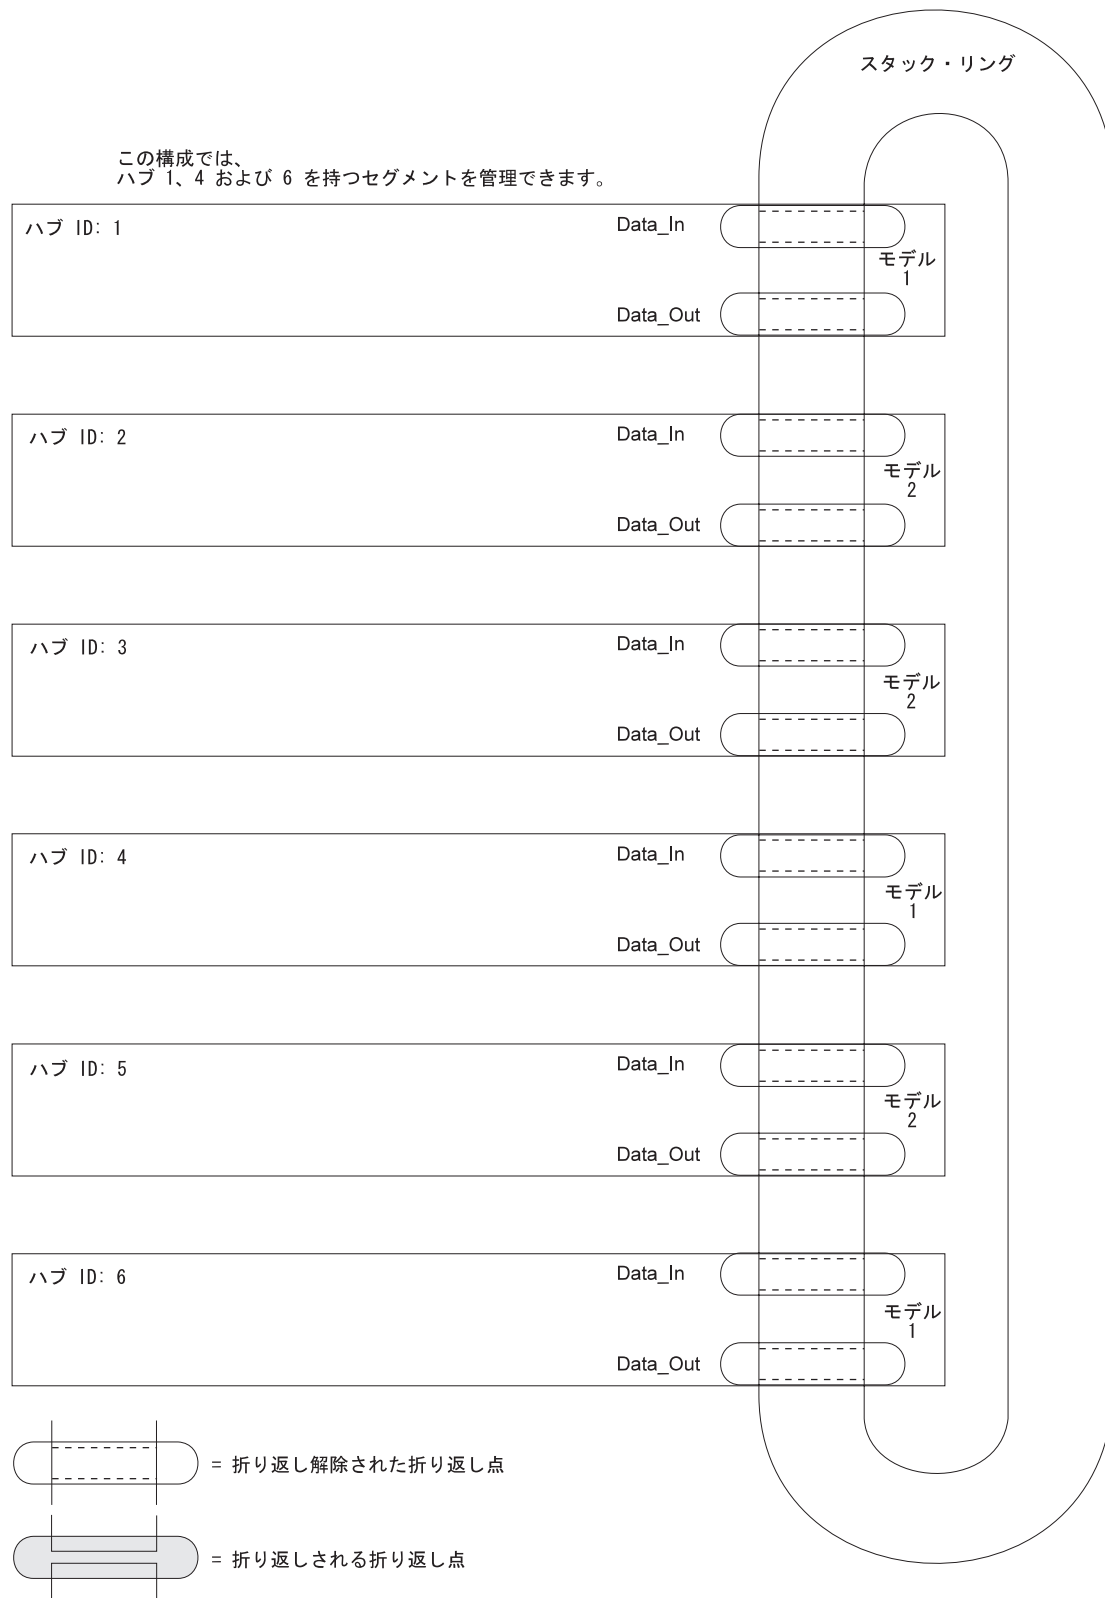 スタック・リング
この構成では、
ハブ 1、4 および 6 を持つセグメントを管理できます。
ハブ ID: 1
Data_In
モデル
1
Data_Out
ハブ ID: 2
Data_In
モデル
2
Data_Out
ハブ ID: 3
Data_In
モデル
2
Data_Out
ハブ ID: 4
Data_In
モデル
1
Data_Out
ハブ ID: 5
Data_In
モデル
2
Data_Out
ハブ ID: 6
Data_In
モデル
1
Data_Out
= 折り返し解除された折り返し点
= 折り返しされる折り返し点